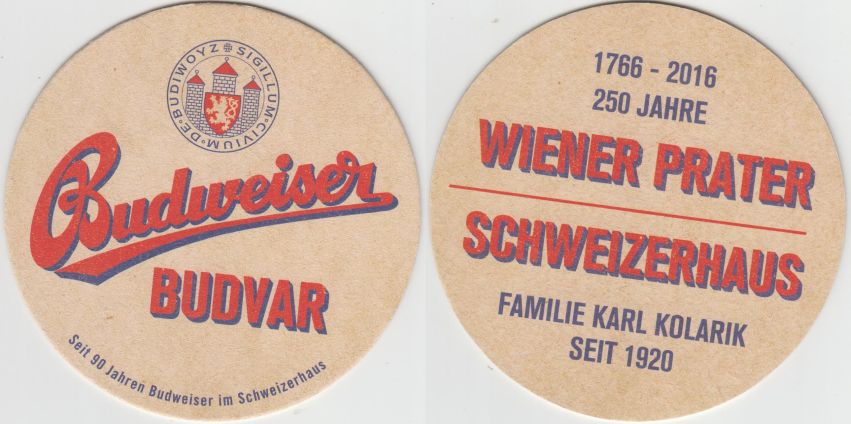 SIGILLUM·CIVIUM·DE·BUDIWOYZ
Budweiser
BUDVAR
Seit 90 Jahren Budweiser im Schweizerhaus
1766 - 2016
250 JAHRE
WIENER PRATER
SCHWEIZERHAUS
FAMILIE KARL KOLARIK
SEIT 1920